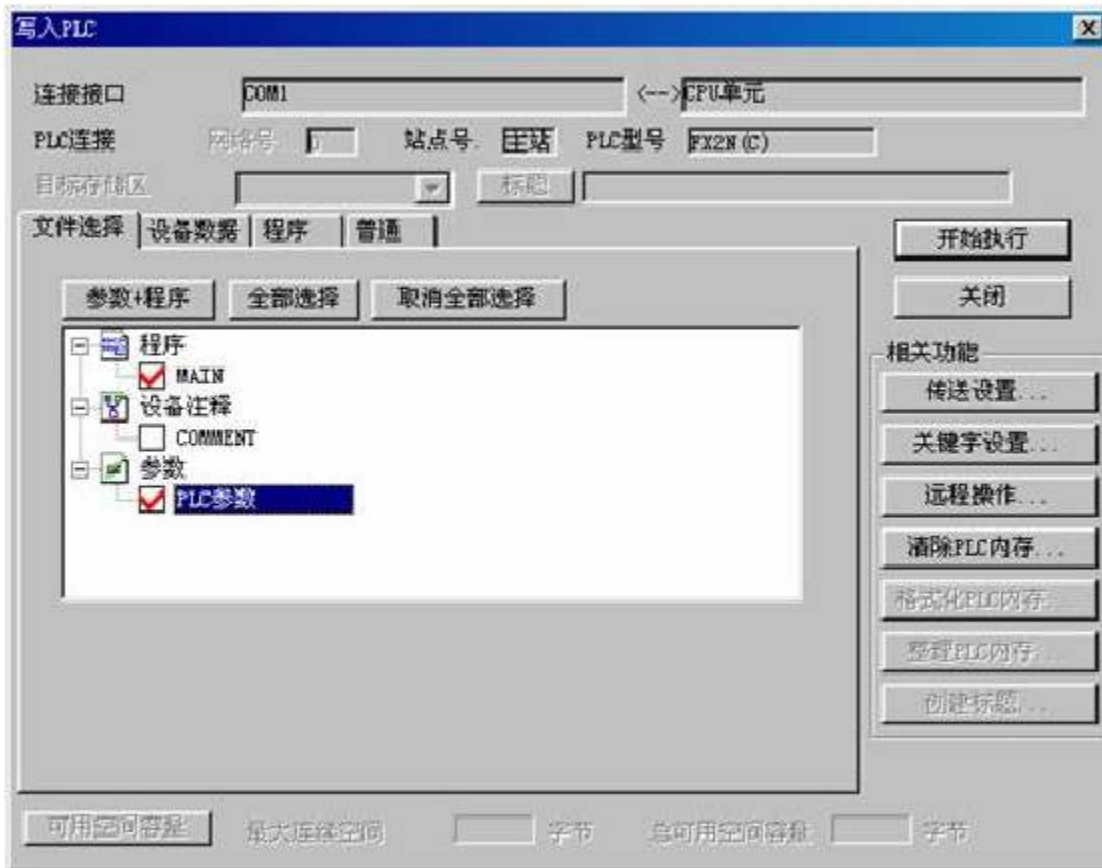 写入PLC
连接接口 COM1 <--> CPU单元
PLC连接 网络号 0 站点号. 主站 PLC型号 FX2N(C)
目标存储区 标题
文件选择 设备数据 程序 普通
开始执行
参数+程序 全部选择 取消全部选择
关闭
程序
MAIN
设备注释
COMMENT
参数
PLC参数
相关功能
传送设置...
关键字设置...
远程操作...
清除PLC内存...
格式化PLC内存...
整理PLC内存...
创建标题...
可用空间容量 最大连续空间 字节 总可用空间容量 字节